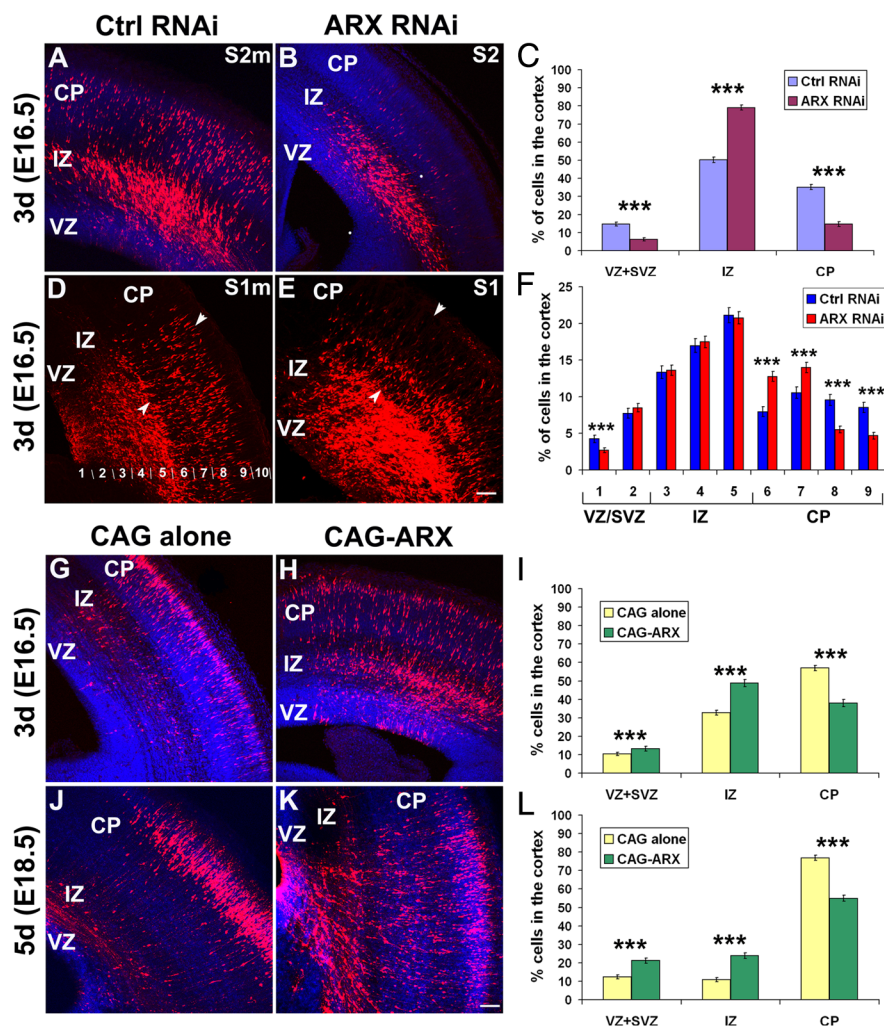 Ctrl RNAi
ARX RNAi
3d (E16.5)
A
S2m
CP
IZ
VZ
B
S2
CP
IZ
VZ
C
% of cells in the cortex
100
90
80
70
60
50
40
30
20
10
0
Ctrl RNAi
ARX RNAi
***
***
***
VZ+SVZ
IZ
CP
3d (E16.5)
D
S1m
CP
IZ
VZ
1 \ 2 \ 3 \ 4 \ 5 \ 6 \ 7 \ 8 9 \ 10 \
E
S1
CP
IZ
VZ
F
% of cells in the cortex
25
20
15
10
5
0
Ctrl RNAi
ARX RNAi
***
***
***
***
***
1 2 3 4 5 6 7 8 9
VZ/SVZ
IZ
CP
CAG alone
CAG-ARX
3d (E16.5)
G
CP
IZ
VZ
H
CP
IZ
VZ
I
% cells in the cortex
100
90
80
70
60
50
40
30
20
10
0
CAG alone
CAG-ARX
***
***
***
VZ+SVZ
IZ
CP
5d (E18.5)
J
CP
IZ
VZ
K
IZ
CP
VZ
L
% cells in the cortex
100
90
80
70
60
50
40
30
20
10
0
CAG alone
CAG-ARX
***
***
***
VZ+SVZ
IZ
CP